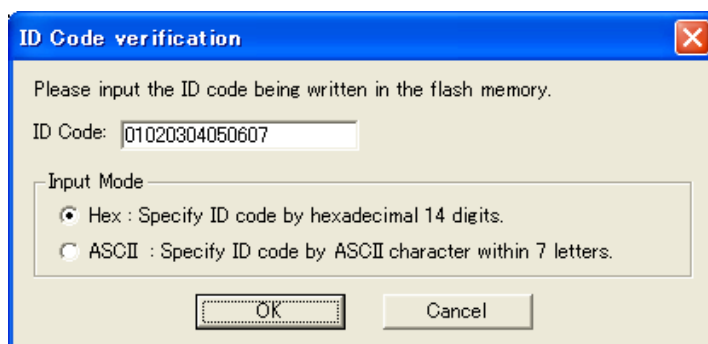 ID Code verification
Please input the ID code being written in the flash memory.
ID Code: 01020304050607
Input Mode
Hex : Specify ID code by hexadecimal 14 digits.
ASCII : Specify ID code by ASCII character within 7 letters.
OK Cancel